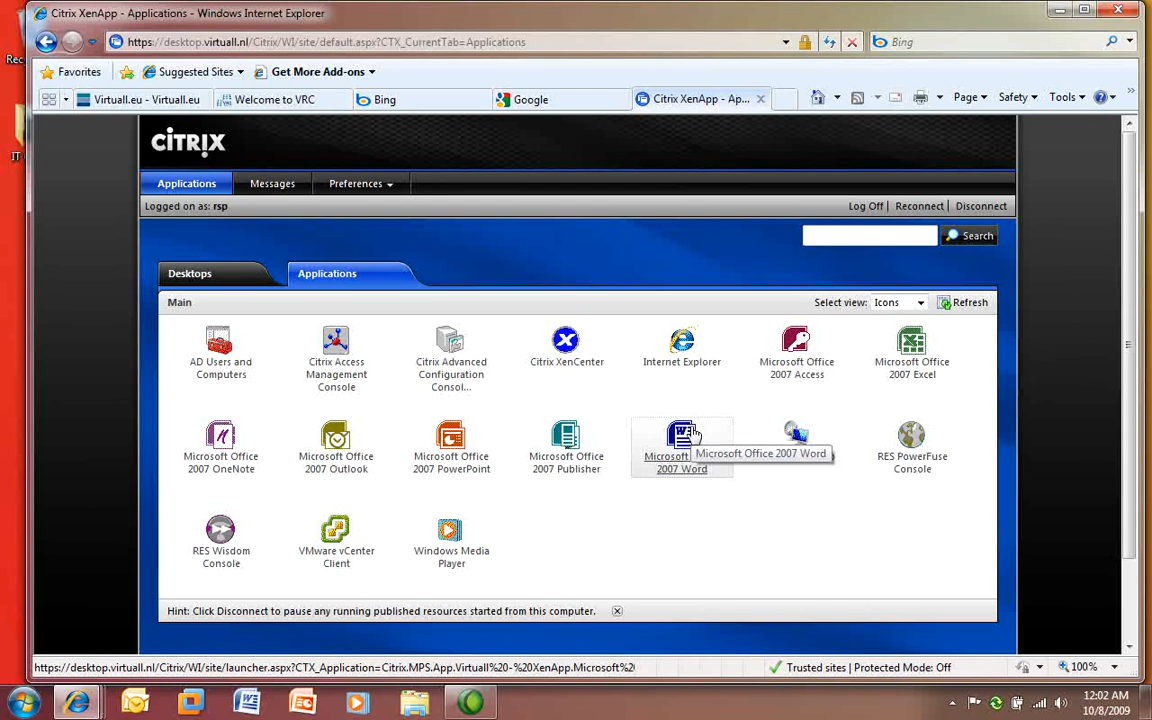 Citrix XenApp - Applications - Windows Internet Explorer
https://desktop.virtuall.nl/Citrix/WI/site/default.aspx?CTX_CurrentTab=Applications
Bing
Favorites
Suggested Sites
Get More Add-ons
Virtuall.eu - Virtuall.eu
Welcome to VRC
Bing
Google
Citrix XenApp - Ap...
Page
Safety
Tools
CITRIX
Applications
Messages
Preferences
Logged on as: rsp
Log Off | Reconnect | Disconnect
Search
Desktops
Applications
Main
Select view:
Icons
Refresh
AD Users and
Computers
Citrix Access
Management
Console
Citrix Advanced
Configuration
Consol...
Citrix XenCenter
Internet Explorer
Microsoft Office
2007 Access
Microsoft Office
2007 Excel
Microsoft Office
2007 OneNote
Microsoft Office
2007 Outlook
Microsoft Office
2007 PowerPoint
Microsoft Office
2007 Publisher
Microsoft
2007 Word
Microsoft Office 2007 Word
RES PowerFuse
Console
RES Wisdom
Console
VMware vCenter
Client
Windows Media
Player
Hint: Click Disconnect to pause any running published resources started from this computer.
https://desktop.virtuall.nl/Citrix/WI/site/launcher.aspx?CTX_Application=Citrix.MPS.App.Virtuall%20-%20XenApp.Microsoft%2
Trusted sites | Protected Mode: Off
100%
12:02 AM
10/8/2009